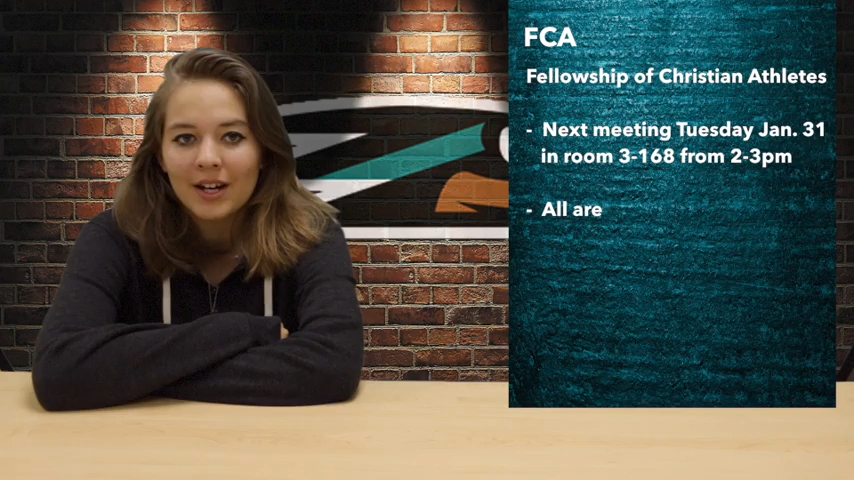 FCA
Fellowship of Christian Athletes
- Next meeting Tuesday Jan. 31
in room 3-168 from 2-3pm
- All are